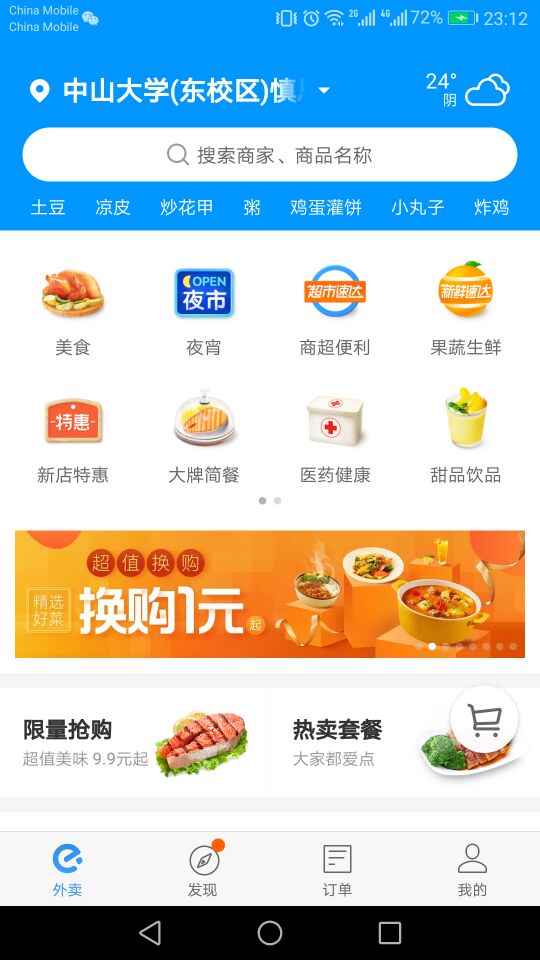 China Mobile
China Mobile
2G 4G 72% 23:12
中山大学(东校区)慎
24°
阴
搜索商家、商品名称
土豆 凉皮 炒花甲 粥 鸡蛋灌饼 小丸子 炸鸡
OPEN
夜市
超市速达
新鲜速达
美食 夜宵 商超便利 果蔬生鲜
特惠
新店特惠 大牌简餐 医药健康 甜品饮品
超值换购
精选
好菜
换购1元
起
限量抢购 热卖套餐
超值美味 9.9元起 大家都爱点
外卖 发现 订单 我的